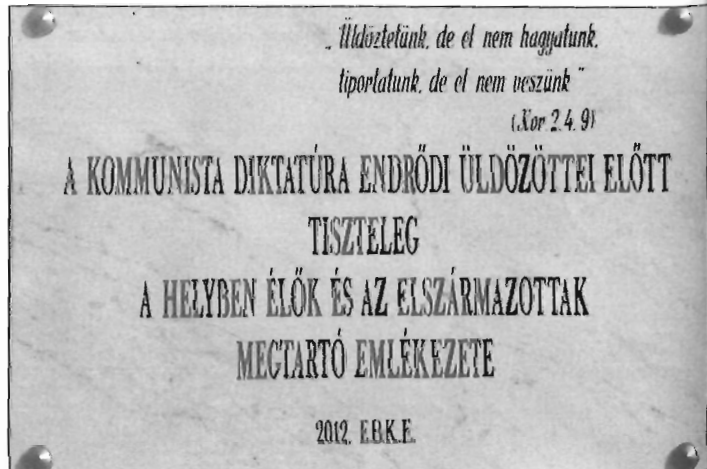 „Üldöztetünk, de el nem hagyatunk,
tiportatunk, de el nem veszünk"
(Kor 2.4.9)
A KOMMUNISTA DIKTATÚRA ENDRŐDI ÜLDÖZÖTTEI ELŐTT
TISZTELEG
A HELYBEN ÉLŐK ÉS AZ ELSZÁRMAZOTTAK
MEGTARTÓ EMLÉKEZETE
2012. E.B.K.E.